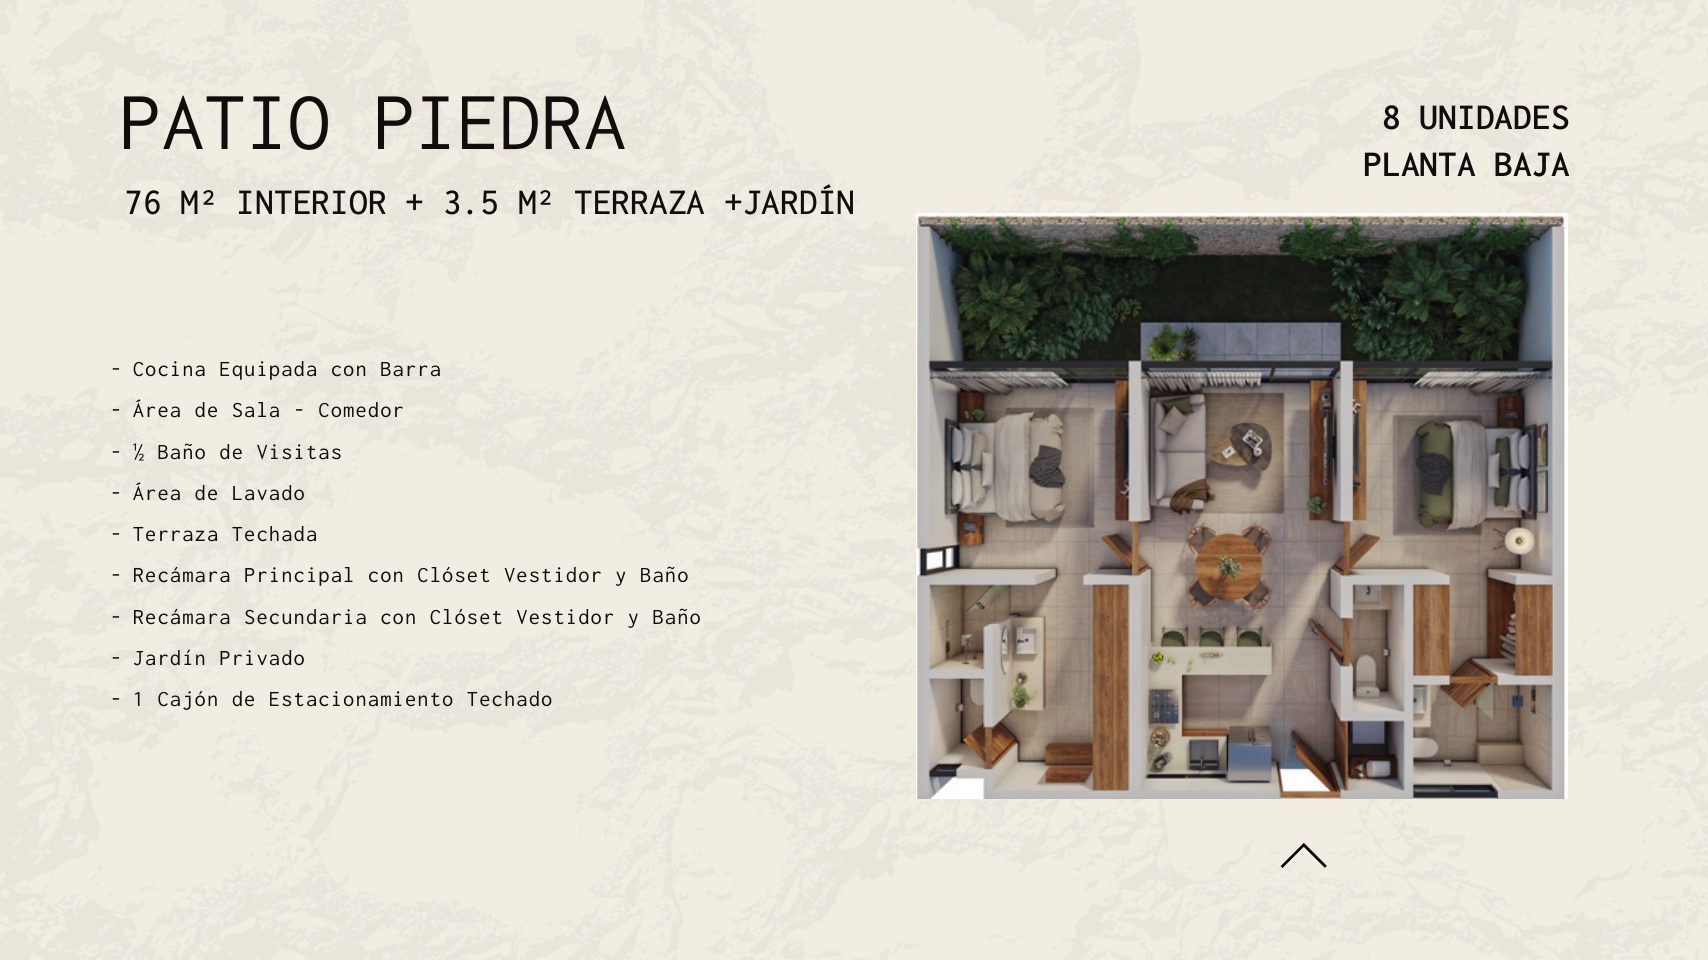 PATIO PIEDRA
76 M² INTERIOR + 3.5 M² TERRAZA +JARDÍN
8 UNIDADES
PLANTA BAJA
- Cocina Equipada con Barra
- Área de Sala - Comedor
- ½ Baño de Visitas
- Área de Lavado
- Terraza Techada
- Recámara Principal con Clóset Vestidor y Baño
- Recámara Secundaria con Clóset Vestidor y Baño
- Jardín Privado
- 1 Cajón de Estacionamiento Techado